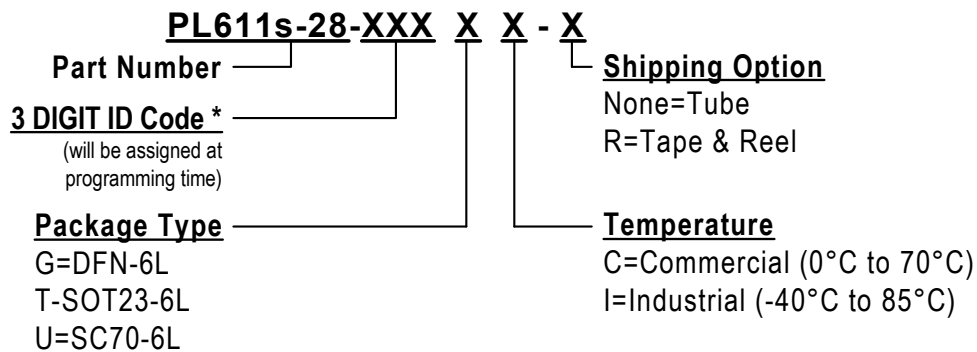 PL611s-28-XXX X X - X
Part Number
3 DIGIT ID Code *
(will be assigned at
programming time)
Package Type
G=DFN-6L
T-SOT23-6L
U=SC70-6L
Shipping Option
None=Tube
R=Tape & Reel
Temperature
C=Commercial (0°C to 70°C)
I=Industrial (-40°C to 85°C)